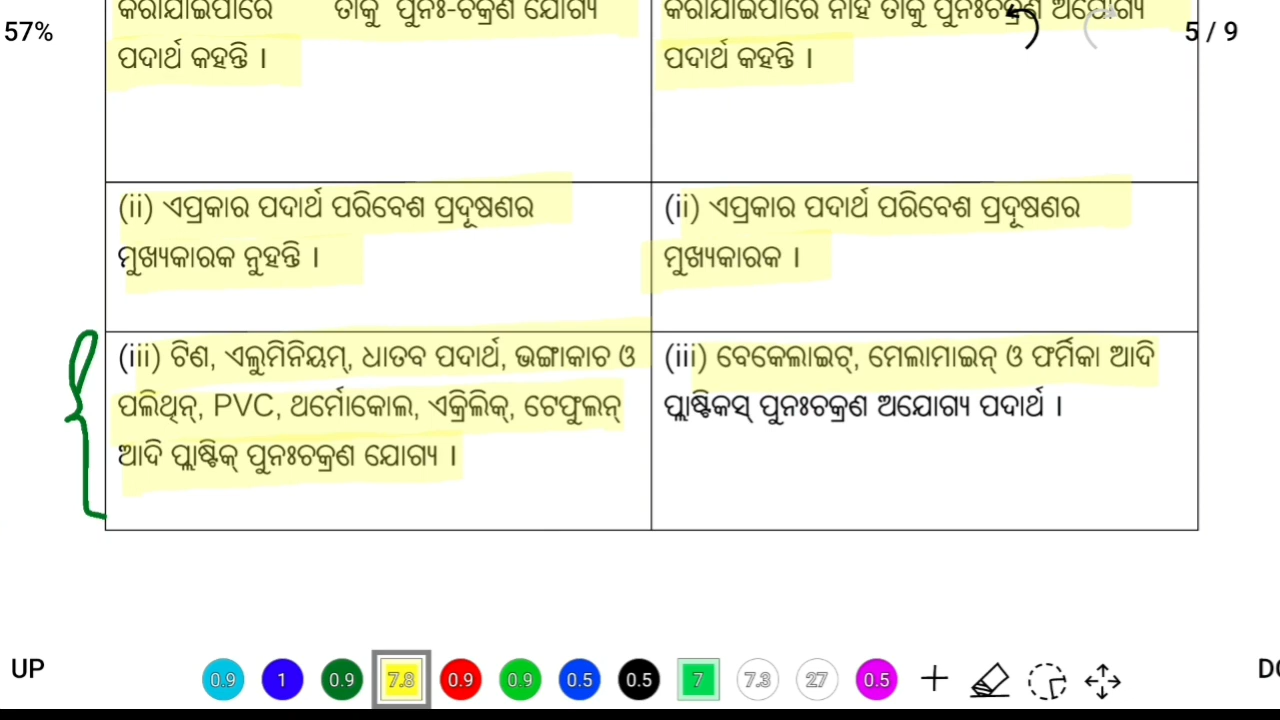 57%
5 / 9
କରାଯାଇପାରେ ତାକୁ ପୁନଃ-ଚକ୍ରଣ ଯୋଗ୍ୟ
ପଦାର୍ଥ କହନ୍ତି ।
କରାଯାଇପାରେ ନାହିଁ ତାକୁ ପୁନଃଚକ୍ରଣ ଅଯୋଗ୍ୟ
ପଦାର୍ଥ କହନ୍ତି ।
(ii) ଏପ୍ରକାର ପଦାର୍ଥ ପରିବେଶ ପ୍ରଦୂଷଣର
ମୁଖ୍ୟକାରକ ନୁହନ୍ତି ।
(ii) ଏପ୍ରକାର ପଦାର୍ଥ ପରିବେଶ ପ୍ରଦୂଷଣର
ମୁଖ୍ୟକାରକ ।
(iii) ଟିଣ, ଏଲୁମିନିୟମ୍, ଧାତବ ପଦାର୍ଥ, ଭଙ୍ଗାକାଚ ଓ
ପଲିଥିନ୍, PVC, ଥର୍ମୋକୋଲ, ଏକ୍ରିଲିକ୍, ଟେଫୁଲନ୍
ଆଦି ପ୍ଲାଷ୍ଟିକ୍ ପୁନଃଚକ୍ରଣ ଯୋଗ୍ୟ ।
(iii) ବେକେଲାଇଟ୍, ମେଲାମାଇନ୍ ଓ ଫର୍ମିକା ଆଦି
ପ୍ଲାଷ୍ଟିକସ୍ ପୁନଃଚକ୍ରଣ ଅଯୋଗ୍ୟ ପଦାର୍ଥ ।
UP
0.9 1 0.9 7.8 0.9 0.9 0.5 0.5 7 7.3 27 0.5